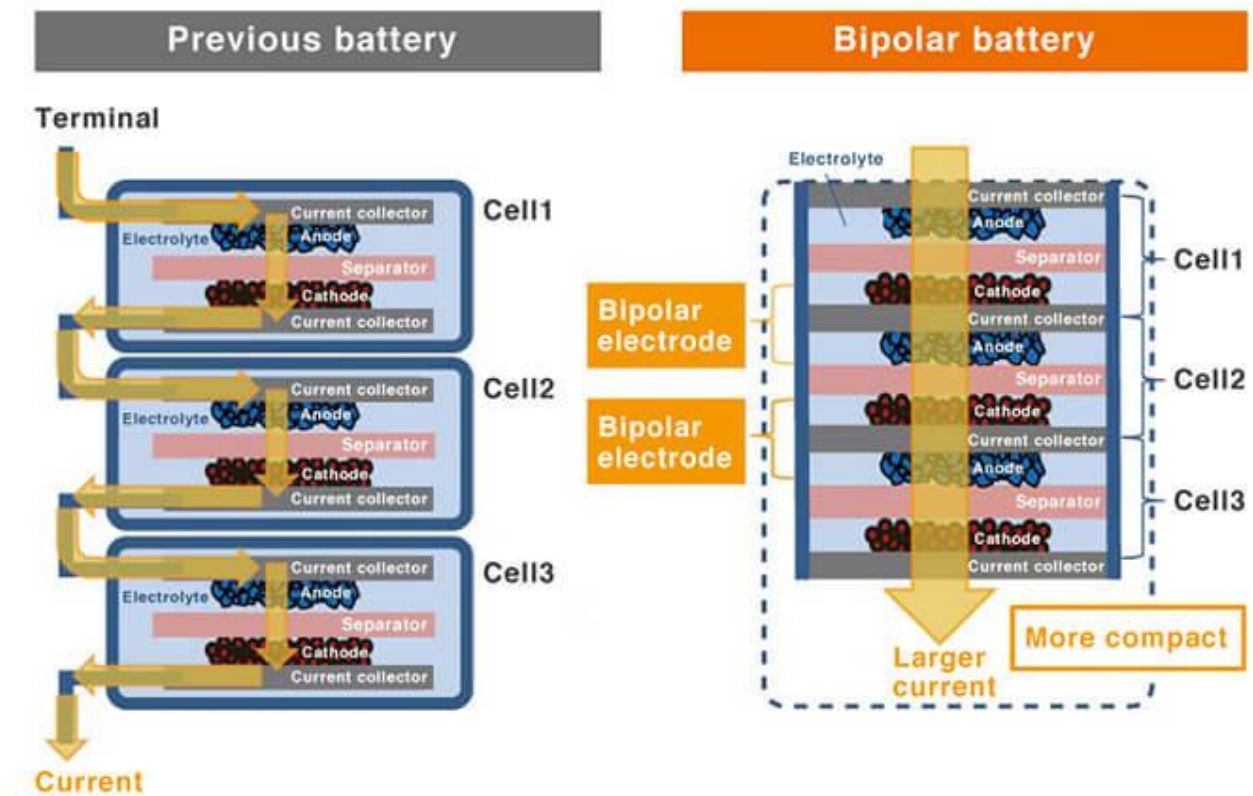 Previous battery
Terminal
Current collector
Cell1
Electrolyte
Anode
Separator
Cathode
Current collector
Current collector
Cell2
Electrolyte
Anode
Separator
Cathode
Current collector
Current collector
Cell3
Electrolyte
Anode
Separator
Cathode
Current collector
Current
Bipolar battery
Electrolyte
Current collector
Anode
Separator
Cell1
Cathode
Bipolar
electrode
Current collector
Anode
Separator
Cell2
Cathode
Bipolar
electrode
Current collector
Anode
Separator
Cell3
Cathode
Current collector
More compact
Larger
current